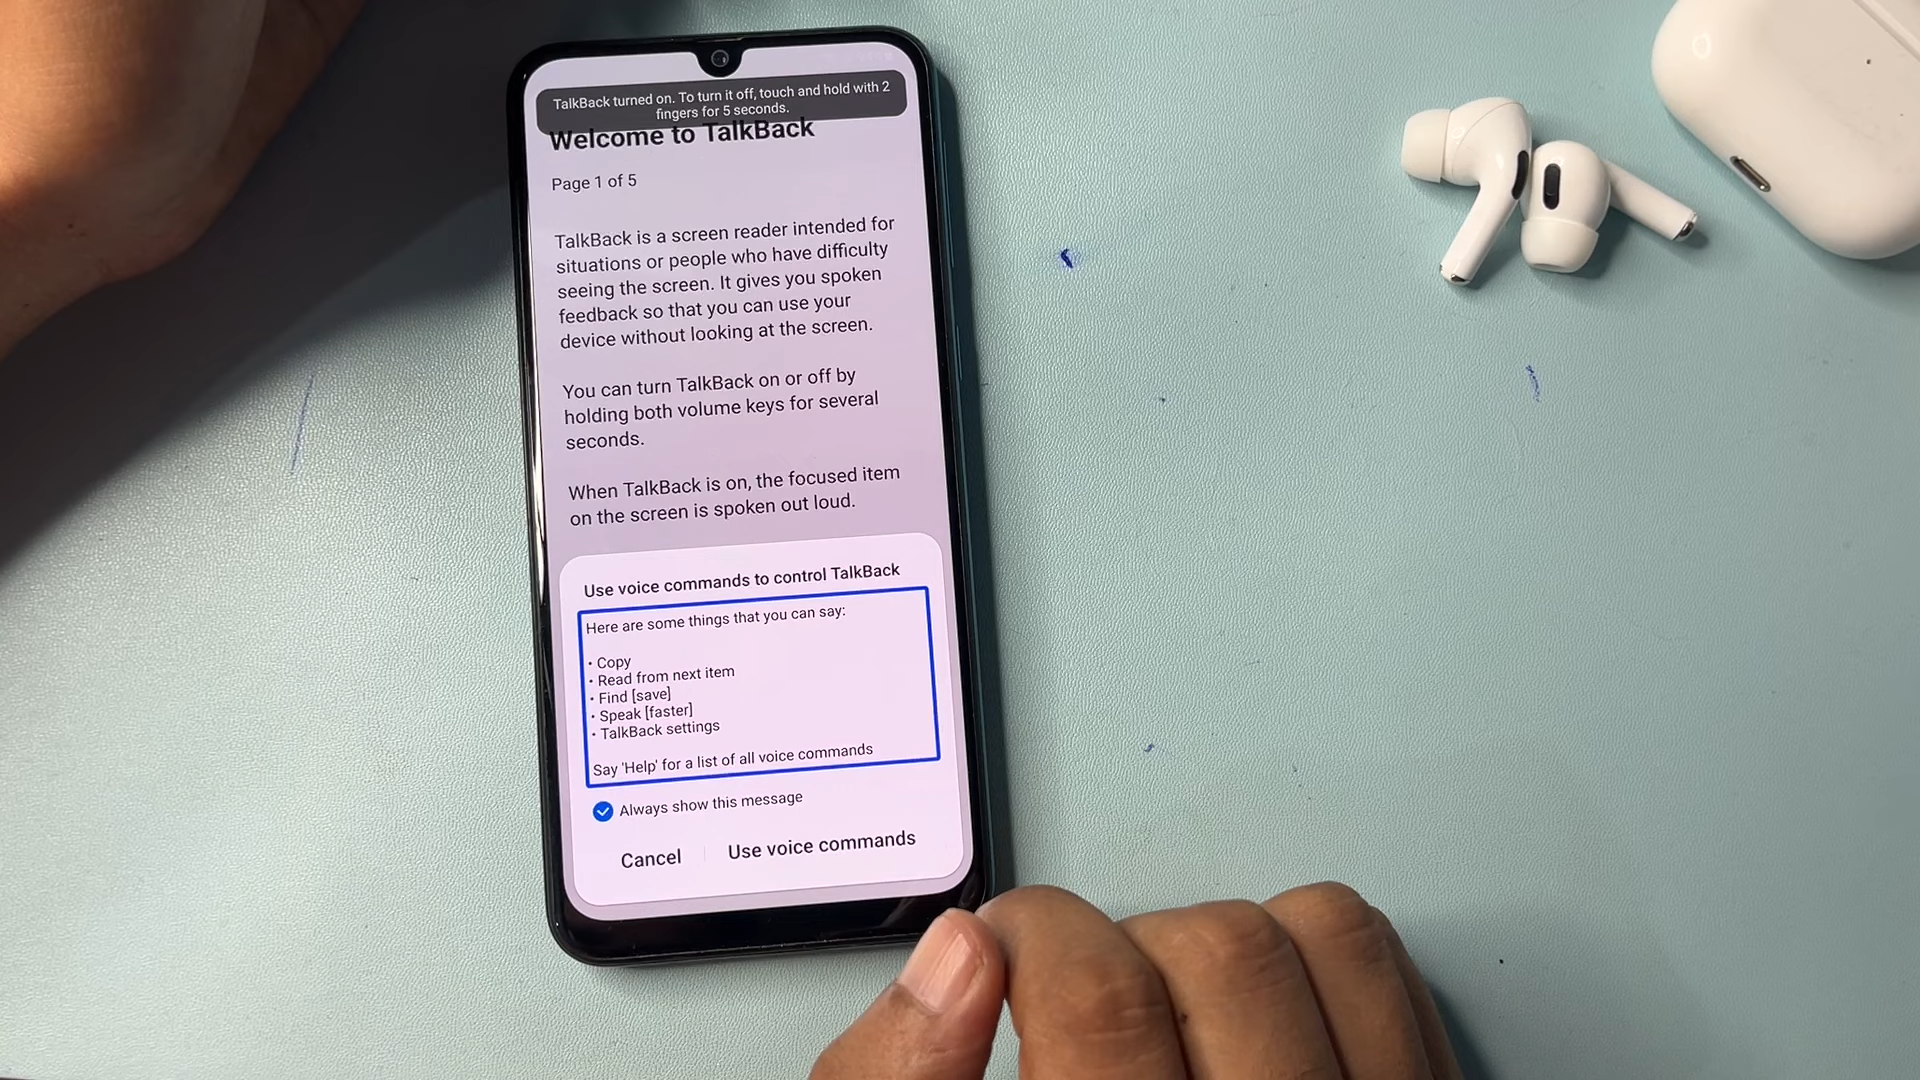 TalkBack turned on. To turn it off, touch and hold with 2
fingers for 5 seconds.
Welcome to TalkBack
Page 1 of 5
TalkBack is a screen reader intended for
situations or people who have difficulty
seeing the screen. It gives you spoken
feedback so that you can use your
device without looking at the screen.
You can turn TalkBack on or off by
holding both volume keys for several
seconds.
When TalkBack is on, the focused item
on the screen is spoken out loud.
Use voice commands to control TalkBack
Here are some things that you can say:
• Copy
• Read from next item
• Find [save]
• Speak [faster]
• TalkBack settings
Say 'Help' for a list of all voice commands
Always show this message
Cancel
Use voice commands